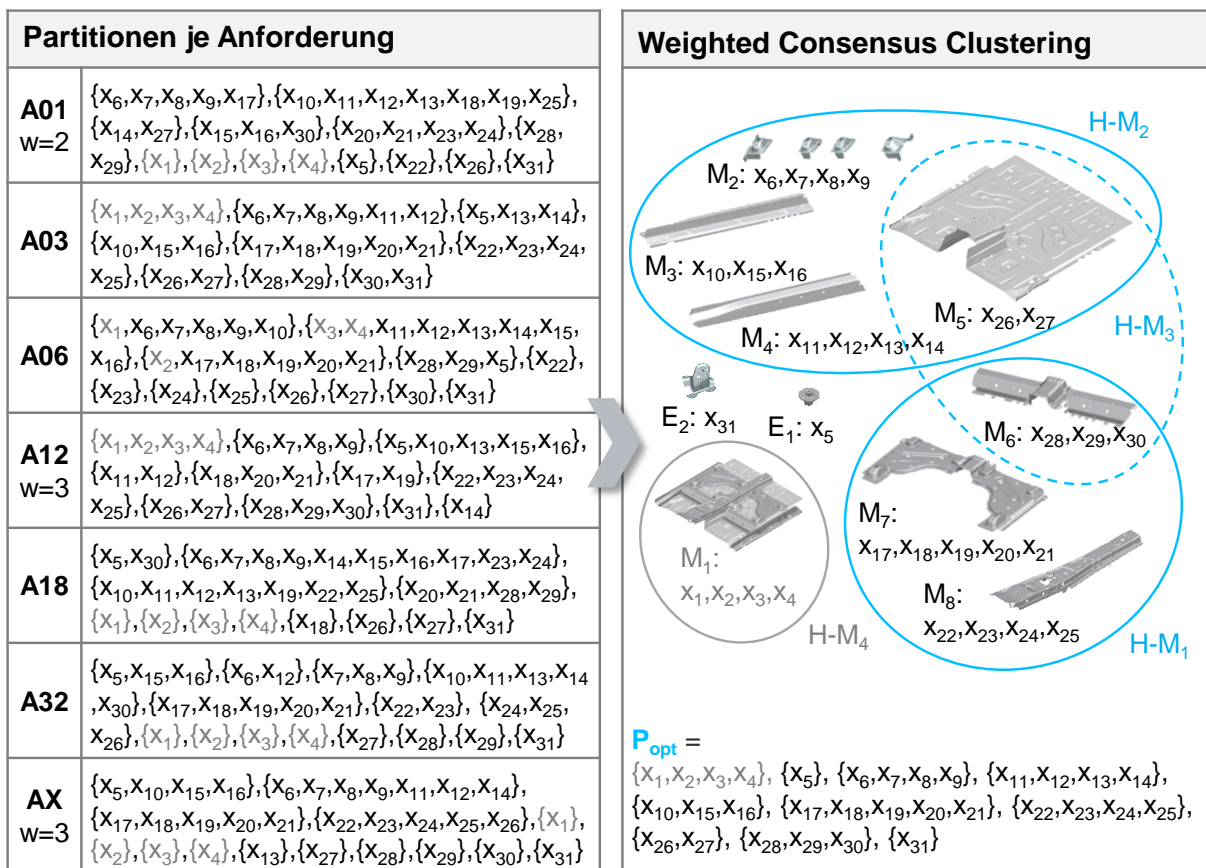 Partitionen je Anforderung
A01
w=2
{x₆,x₇,x₈,x₉,x₁₇},{x₁₀,x₁₁,x₁₂,x₁₃,x₁₈,x₁₉,x₂₅},
{x₁₄,x₂₇},{x₁₅,x₁₆,x₃₀},{x₂₀,x₂₁,x₂₃,x₂₄},{x₂₈,
x₂₉},{x₁},{x₂},{x₃},{x₄},{x₅},{x₂₂},{x₂₆},{x₃₁}
A03
{x₁,x₂,x₃,x₄},{x₆,x₇,x₈,x₉,x₁₁,x₁₂},{x₅,x₁₃,x₁₄},
{x₁₀,x₁₅,x₁₆},{x₁₇,x₁₈,x₁₉,x₂₀,x₂₁},{x₂₂,x₂₃,x₂₄,
x₂₅},{x₂₆,x₂₇},{x₂₈,x₂₉},{x₃₀,x₃₁}
A06
{x₁,x₆,x₇,x₈,x₉,x₁₀},{x₃,x₄,x₁₁,x₁₂,x₁₃,x₁₄,x₁₅,
x₁₆},{x₂,x₁₇,x₁₈,x₁₉,x₂₀,x₂₁},{x₂₈,x₂₉,x₅},{x₂₂},
{x₂₃},{x₂₄},{x₂₅},{x₂₆},{x₂₇},{x₃₀},{x₃₁}
A12
w=3
{x₁,x₂,x₃,x₄},{x₆,x₇,x₈,x₉},{x₅,x₁₀,x₁₃,x₁₅,x₁₆},
{x₁₁,x₁₂},{x₁₈,x₂₀,x₂₁},{x₁₇,x₁₉},{x₂₂,x₂₃,x₂₄,
x₂₅},{x₂₆,x₂₇},{x₂₈,x₂₉,x₃₀},{x₃₁},{x₁₄}
A18
{x₅,x₃₀},{x₆,x₇,x₈,x₉,x₁₄,x₁₅,x₁₆,x₁₇,x₂₃,x₂₄},
{x₁₀,x₁₁,x₁₂,x₁₃,x₁₉,x₂₂,x₂₅},{x₂₀,x₂₁,x₂₈,x₂₉},
{x₁},{x₂},{x₃},{x₄},{x₁₈},{x₂₆},{x₂₇},{x₃₁}
A32
{x₅,x₁₅,x₁₆},{x₆,x₁₂},{x₇,x₈,x₉},{x₁₀,x₁₁,x₁₃,x₁₄
,x₃₀},{x₁₇,x₁₈,x₁₉,x₂₀,x₂₁},{x₂₂,x₂₃}, {x₂₄,x₂₅,
x₂₆},{x₁},{x₂},{x₃},{x₄},{x₂₇},{x₂₈},{x₂₉},{x₃₁}
AX
w=3
{x₅,x₁₀,x₁₅,x₁₆},{x₆,x₇,x₈,x₉,x₁₁,x₁₂,x₁₄},
{x₁₇,x₁₈,x₁₉,x₂₀,x₂₁},{x₂₂,x₂₃,x₂₄,x₂₅,x₂₆},{x₁},
{x₂},{x₃},{x₄},{x₁₃},{x₂₇},{x₂₈},{x₂₉},{x₃₀},{x₃₁}
Weighted Consensus Clustering
H-M₂
M₂: x₆,x₇,x₈,x₉
M₃: x₁₀,x₁₅,x₁₆
M₅: x₂₆,x₂₇
H-M₃
M₄: x₁₁,x₁₂,x₁₃,x₁₄
E₂: x₃₁
E₁: x₅
M₆: x₂₈,x₂₉,x₃₀
M₇:
x₁₇,x₁₈,x₁₉,x₂₀,x₂₁
M₁:
x₁,x₂,x₃,x₄
M₈:
x₂₂,x₂₃,x₂₄,x₂₅
H-M₄
H-M₁
Pₒₚₜ =
{x₁,x₂,x₃,x₄}, {x₅}, {x₆,x₇,x₈,x₉}, {x₁₁,x₁₂,x₁₃,x₁₄},
{x₁₀,x₁₅,x₁₆}, {x₁₇,x₁₈,x₁₉,x₂₀,x₂₁}, {x₂₂,x₂₃,x₂₄,x₂₅},
{x₂₆,x₂₇}, {x₂₈,x₂₉,x₃₀}, {x₃₁}